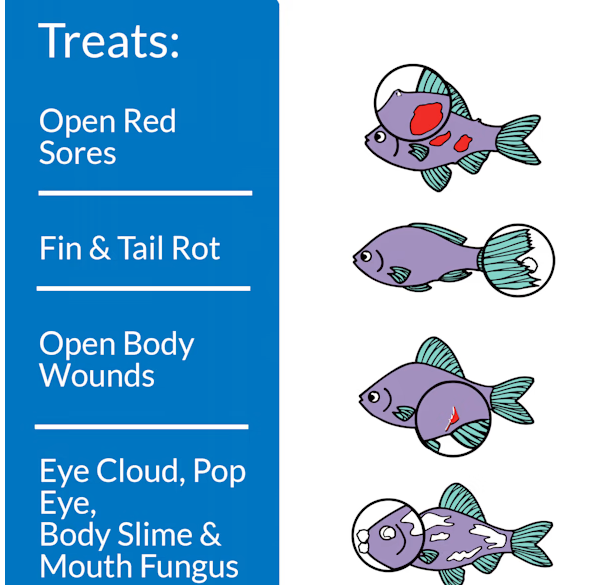 Treats:
Open Red
Sores
Fin & Tail Rot
Open Body
Wounds
Eye Cloud, Pop
Eye,
Body Slime &
Mouth Fungus